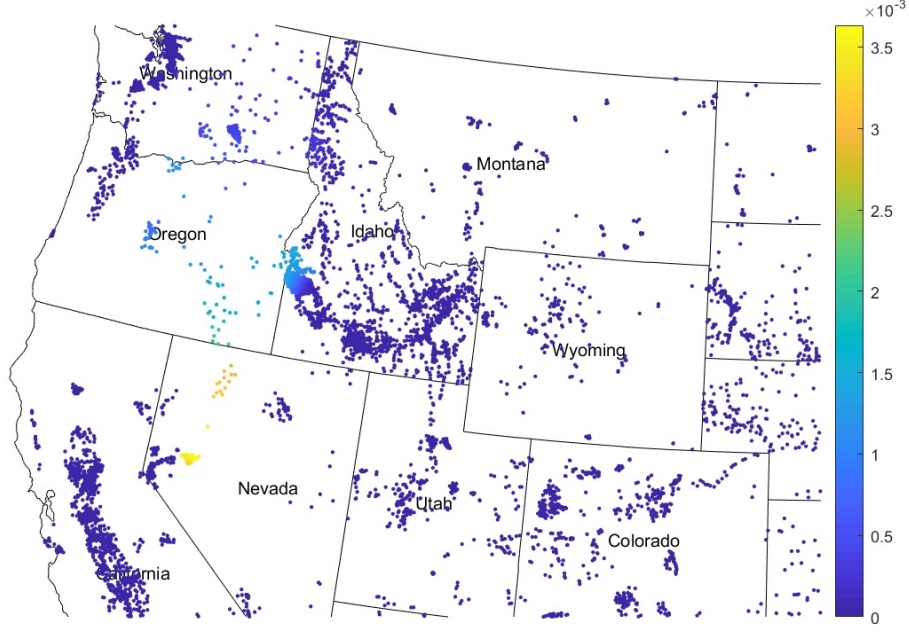 ×10⁻³
3.5
Washington
3
Montana
2.5
Oregon
Idaho
2
Wyoming
1.5
1
Nevada
Utah
Colorado
0.5
California
0